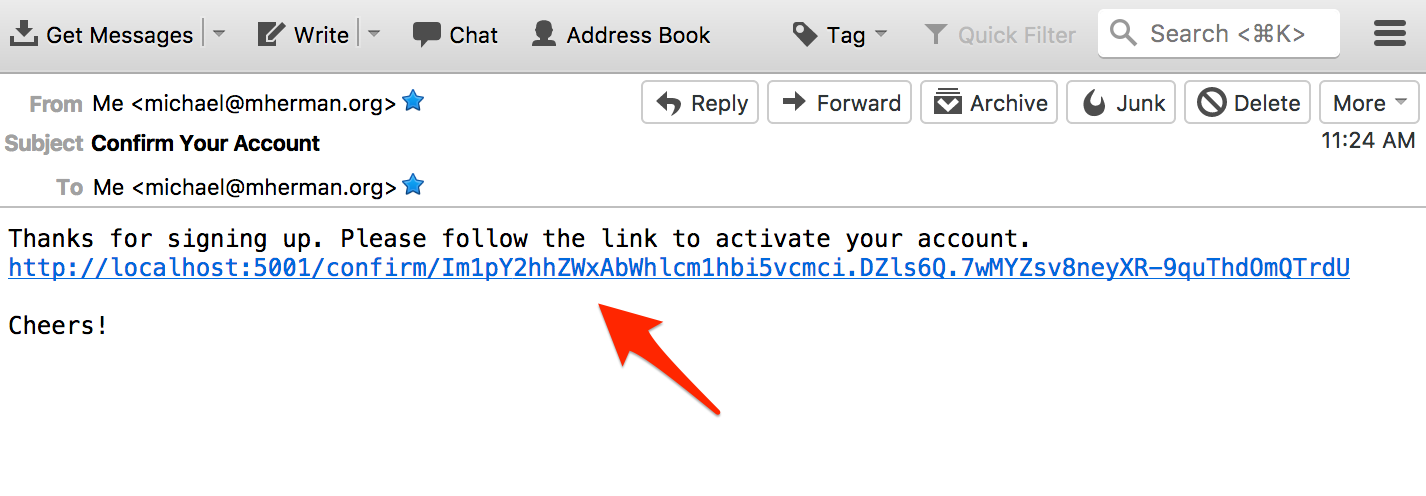 Get Messages Write Chat Address Book Tag Quick Filter Search <⌘K>
From Me <michael@mherman.org> Reply Forward Archive Junk Delete More
Subject Confirm Your Account 11:24 AM
To Me <michael@mherman.org>
Thanks for signing up. Please follow the link to activate your account.
http://localhost:5001/confirm/Im1pY2hhZWxAbWhlcm1hbi5vcmci.DZls6Q.7wMYZsv8neyXR-9quThdOmQTrdU
Cheers!